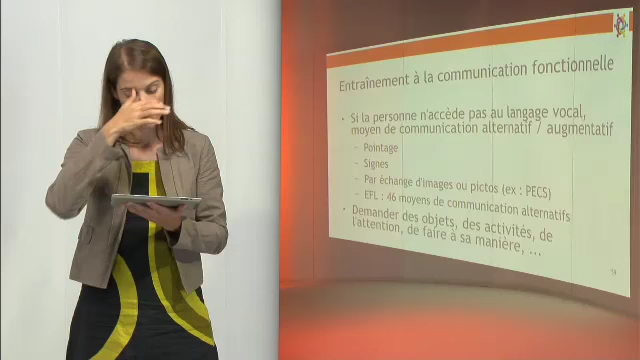 Entraînement à la communication fonctionnelle
• Si la personne n'accède pas au langage vocal,
moyen de communication alternatif / augmentatif
– Pointage
– Signes
– Par échange d'images ou pictos (ex : PECS)
– EFL : 46 moyens de communication alternatifs
• Demander des objets, des activités, de
l'attention, de faire à sa manière, ...